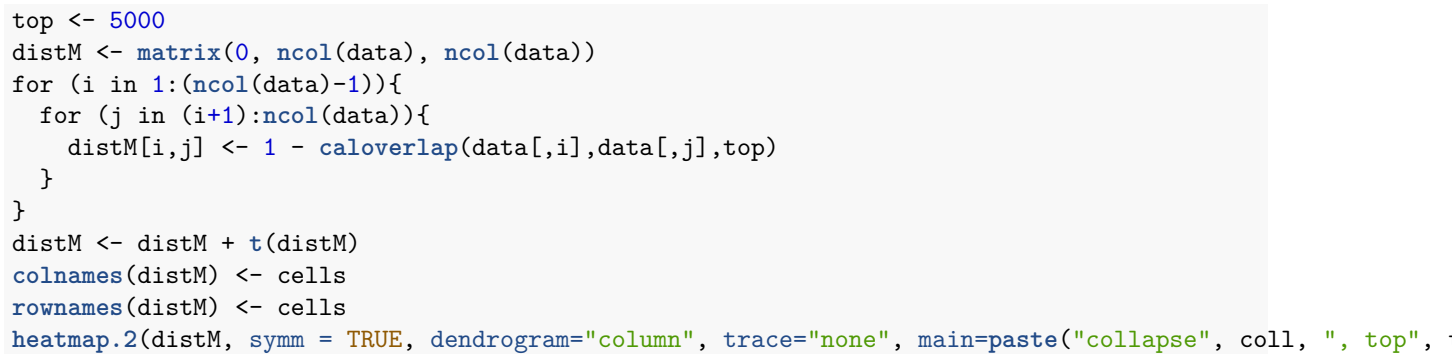 top <- 5000
distM <- matrix(0, ncol(data), ncol(data))
for (i in 1:(ncol(data)-1)){
  for (j in (i+1):ncol(data)){
    distM[i,j] <- 1 - caloverlap(data[,i],data[,j],top)
  }
}
distM <- distM + t(distM)
colnames(distM) <- cells
rownames(distM) <- cells
heatmap.2(distM, symm = TRUE, dendrogram="column", trace="none", main=paste("collapse", coll, ", top",